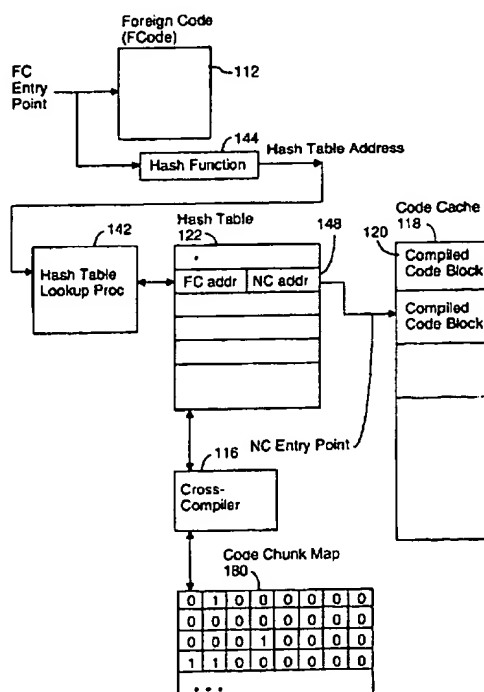 Foreign Code
(FCode)
112
FC
Entry
Point
144
Hash Function
Hash Table Address
142
Hash Table
Lookup Proc
Hash Table
122
148
FC addr NC addr
Code Cache
118
120
Compiled
Code Block
Compiled
Code Block
NC Entry Point
116
Cross-
Compiler
Code Chunk Map
180
0 1 0 0 0 0 0 0
0 0 0 0 0 0 0 0
0 0 0 1 0 0 0 0
1 1 0 0 0 0 0 0
• • •